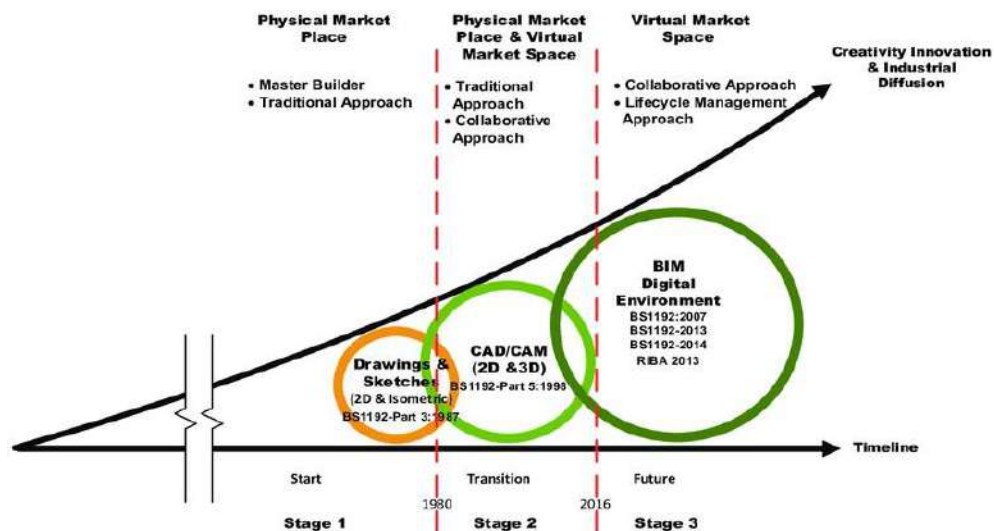 Physical Market
Place
Physical Market
Place & Virtual
Market Space
Virtual Market
Space
Creativity Innovation
& Industrial
Diffusion
• Master Builder
• Traditional Approach
• Traditional
Approach
• Collaborative
Approach
• Collaborative Approach
• Lifecycle Management
Approach
Drawings &
Sketches
(2D & Isometric)
BS1192-Part 3:1987
CAD/CAM
(2D &3D)
BS1192-Part 5:1998
BIM
Digital
Environment
BS1192:2007
BS1192-2013
BS1192-2014
RIBA 2013
Timeline
Start
Transition
Future
1980
2016
Stage 1
Stage 2
Stage 3